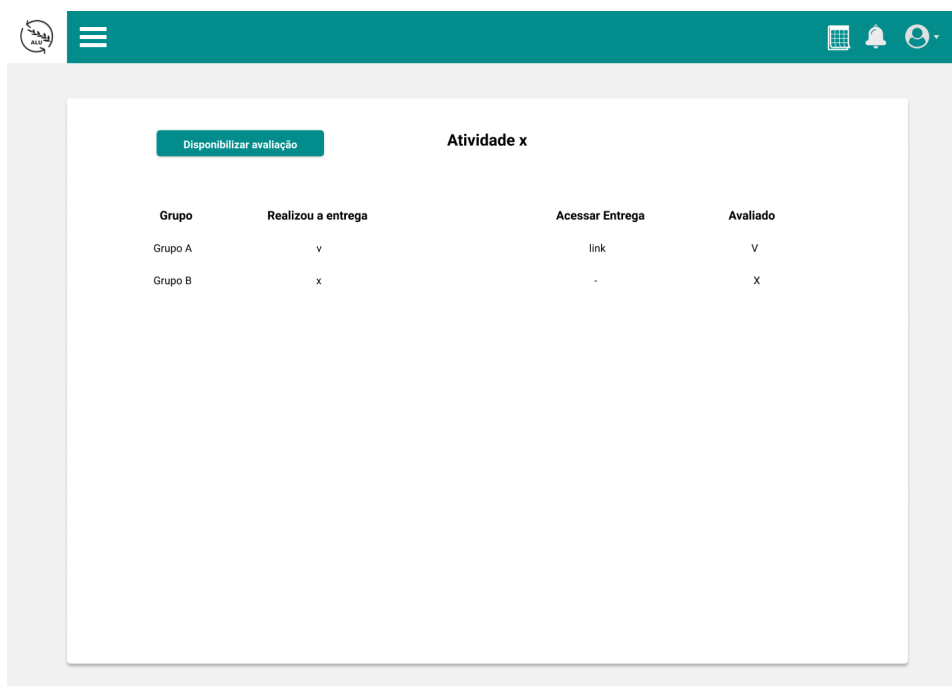 ALU
Disponibilizar avaliação
Atividade x
Grupo Realizou a entrega Acessar Entrega Avaliado
Grupo A v link V
Grupo B x - X